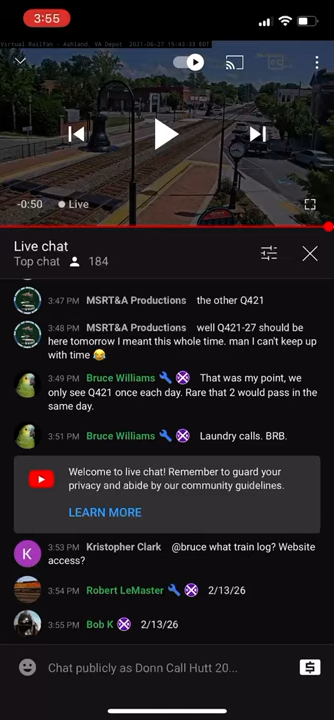 3:55
Virtual Railfan - Ashland, VA Depot 2021-06-27 15:43:33 EDT
-0:50 Live
Live chat
Top chat 184
3:47 PM MSRT&A Productions the other Q421
3:48 PM MSRT&A Productions well Q421-27 should be
here tomorrow I meant this whole time. man I can't keep up
with time 😂
3:49 PM Bruce Williams That was my point, we
only see Q421 once each day. Rare that 2 would pass in the
same day.
3:51 PM Bruce Williams Laundry calls. BRB.
Welcome to live chat! Remember to guard your
privacy and abide by our community guidelines.
LEARN MORE
K
3:53 PM Kristopher Clark @bruce what train log? Website
access?
3:54 PM Robert LeMaster 2/13/26
3:55 PM Bob K 2/13/26
Chat publicly as Donn Call Hutt 20...